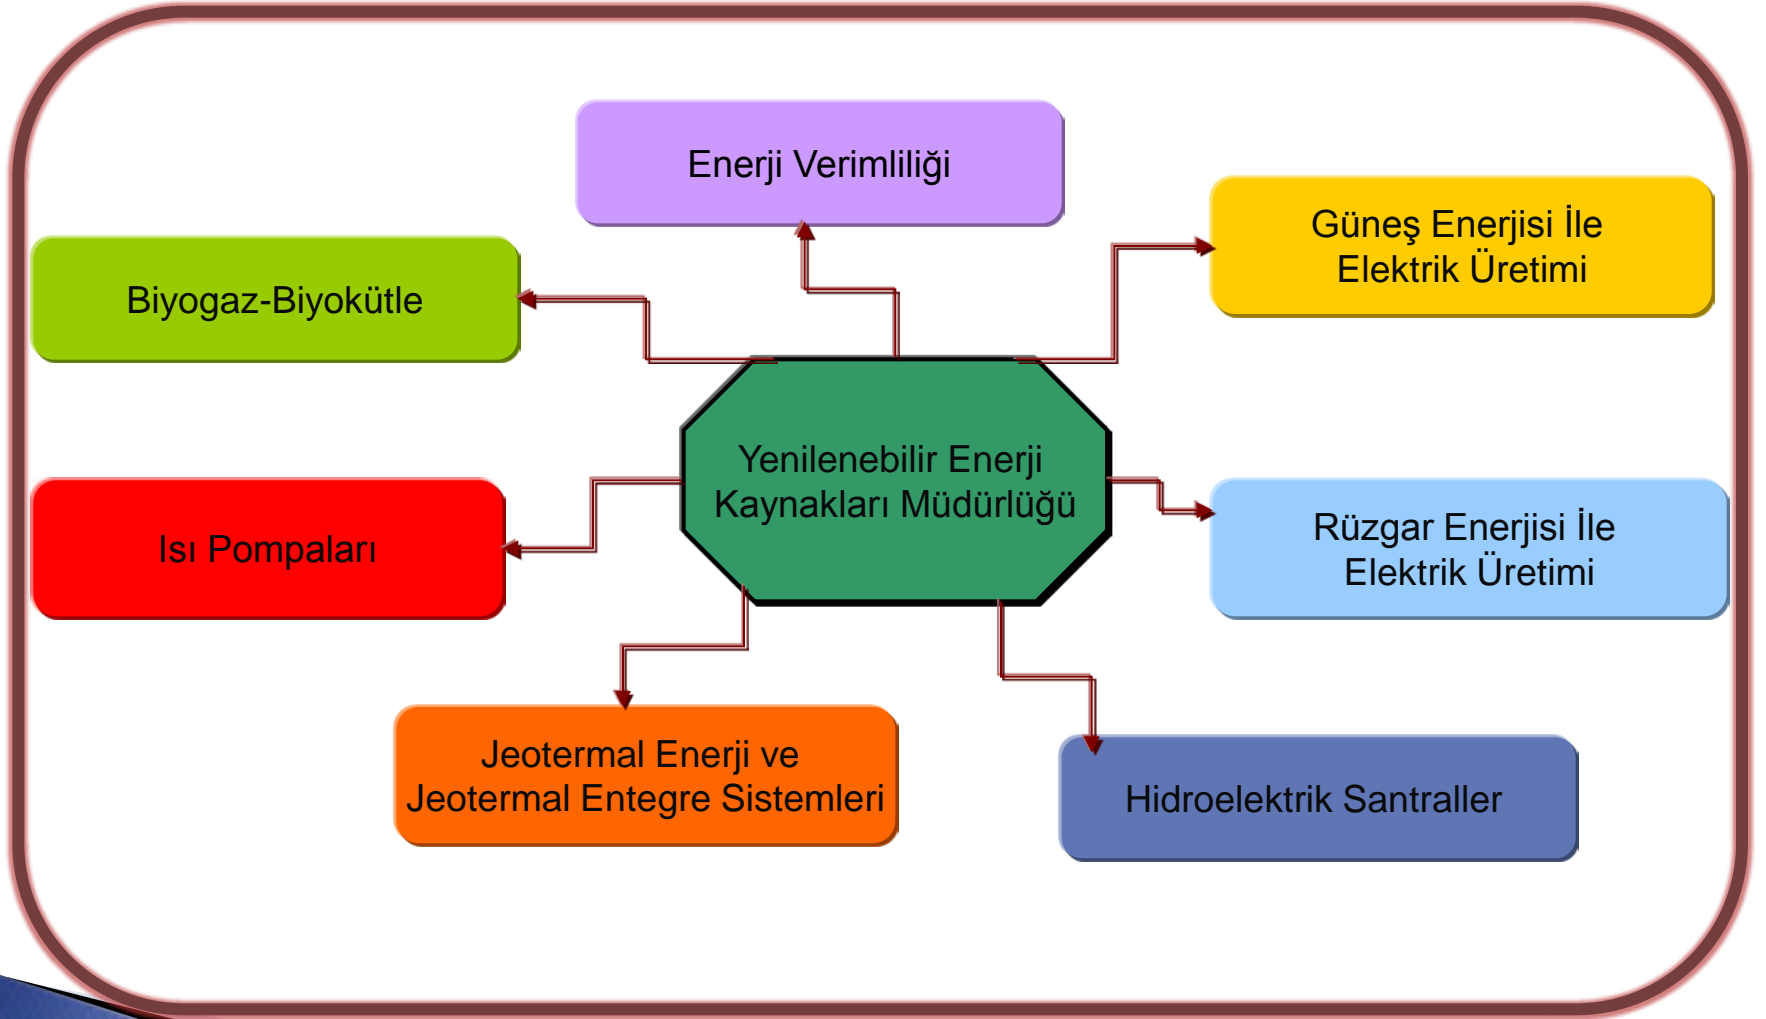 Enerji Verimliliği
Güneş Enerjisi İle
Elektrik Üretimi
Biyogaz-Biyokütle
Yenilenebilir Enerji
Kaynakları Müdürlüğü
Isı Pompaları
Rüzgar Enerjisi İle
Elektrik Üretimi
Jeotermal Enerji ve
Jeotermal Entegre Sistemleri
Hidroelektrik Santraller